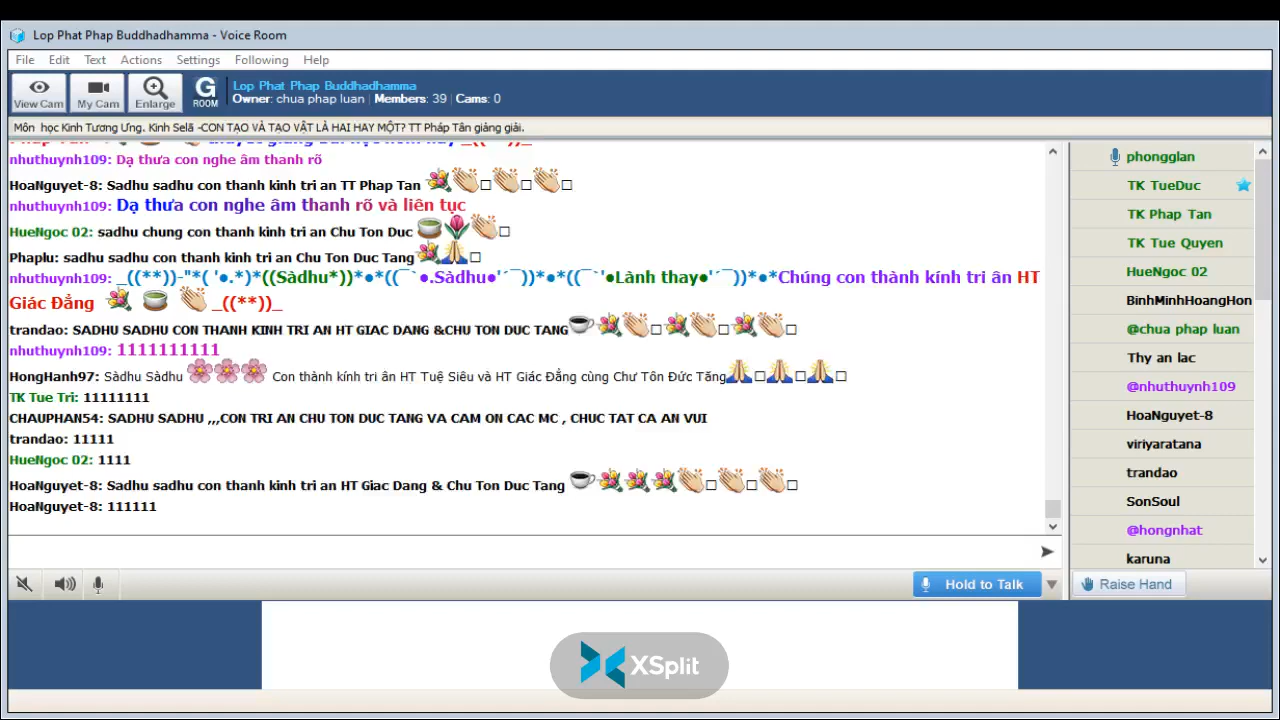 Lop Phat Phap Buddhadhamma - Voice Room
File Edit Text Actions Settings Following Help
View Cam My Cam Enlarge G ROOM
Lop Phat Phap Buddhadhamma
Owner: chua phap luan | Members: 39 | Cams: 0
Môn học Kinh Tương Ưng. Kinh Selā -CON TẠO VÀ TẠO VẬT LÀ HAI HAY MỘT? TT Pháp Tân giảng giải.
nhuthuynh109: Dạ thưa con nghe âm thanh rõ
HoaNguyet-8: Sadhu sadhu con thanh kinh tri an TT Phap Tan
nhuthuynh109: Dạ thưa con nghe âm thanh rõ và liên tục
HueNgoc 02: sadhu chung con thanh kinh tri an Chu Ton Duc
Phaplu: sadhu sadhu con thanh kinh tri an Chu Ton Duc Tang
nhuthuynh109: _((**))-"*( '●.*)*((Sàdhu*))*●*((¯`●.Sàdhu●'´¯))*●*((¯`'●Lành thay●'´¯))*●*Chúng con thành kính tri ân HT
Giác Đẳng _((**))_
trandao: SADHU SADHU CON THANH KINH TRI AN HT GIAC DANG &CHU TON DUC TANG
nhuthuynh109: 1111111111
HongHanh97: Sàdhu Sàdhu Con thành kính tri ân HT Tuệ Siêu và HT Giác Đẳng cùng Chư Tôn Đức Tăng
TK Tue Tri: 11111111
CHAUPHAN54: SADHU SADHU ,,,CON TRI AN CHU TON DUC TANG VA CAM ON CAC MC , CHUC TAT CA AN VUI
trandao: 11111
HueNgoc 02: 1111
HoaNguyet-8: Sadhu sadhu con thanh kinh tri an HT Giac Dang & Chu Ton Duc Tang
HoaNguyet-8: 111111
phongglan
TK TueDuc
TK Phap Tan
TK Tue Quyen
HueNgoc 02
BinhMinhHoangHon
@chua phap luan
Thy an lac
@nhuthuynh109
HoaNguyet-8
viriyaratana
trandao
SonSoul
@hongnhat
karuna
Hold to Talk
Raise Hand
XSplit